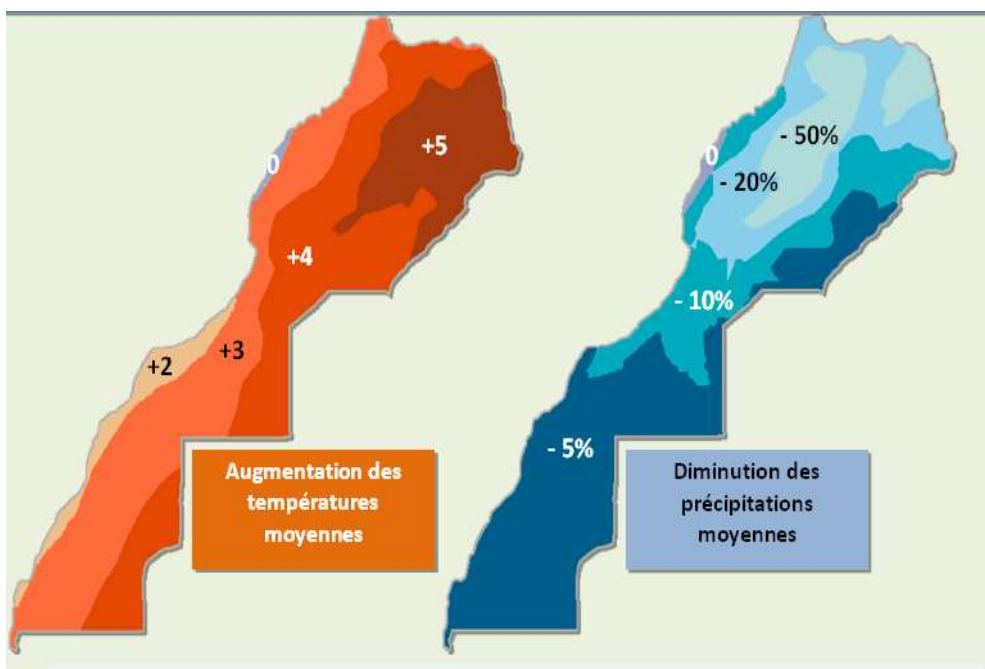 0
+5
+4
+3
+2
Augmentation des
températures
moyennes
0
- 50%
- 20%
- 10%
- 5%
Diminution des
précipitations
moyennes